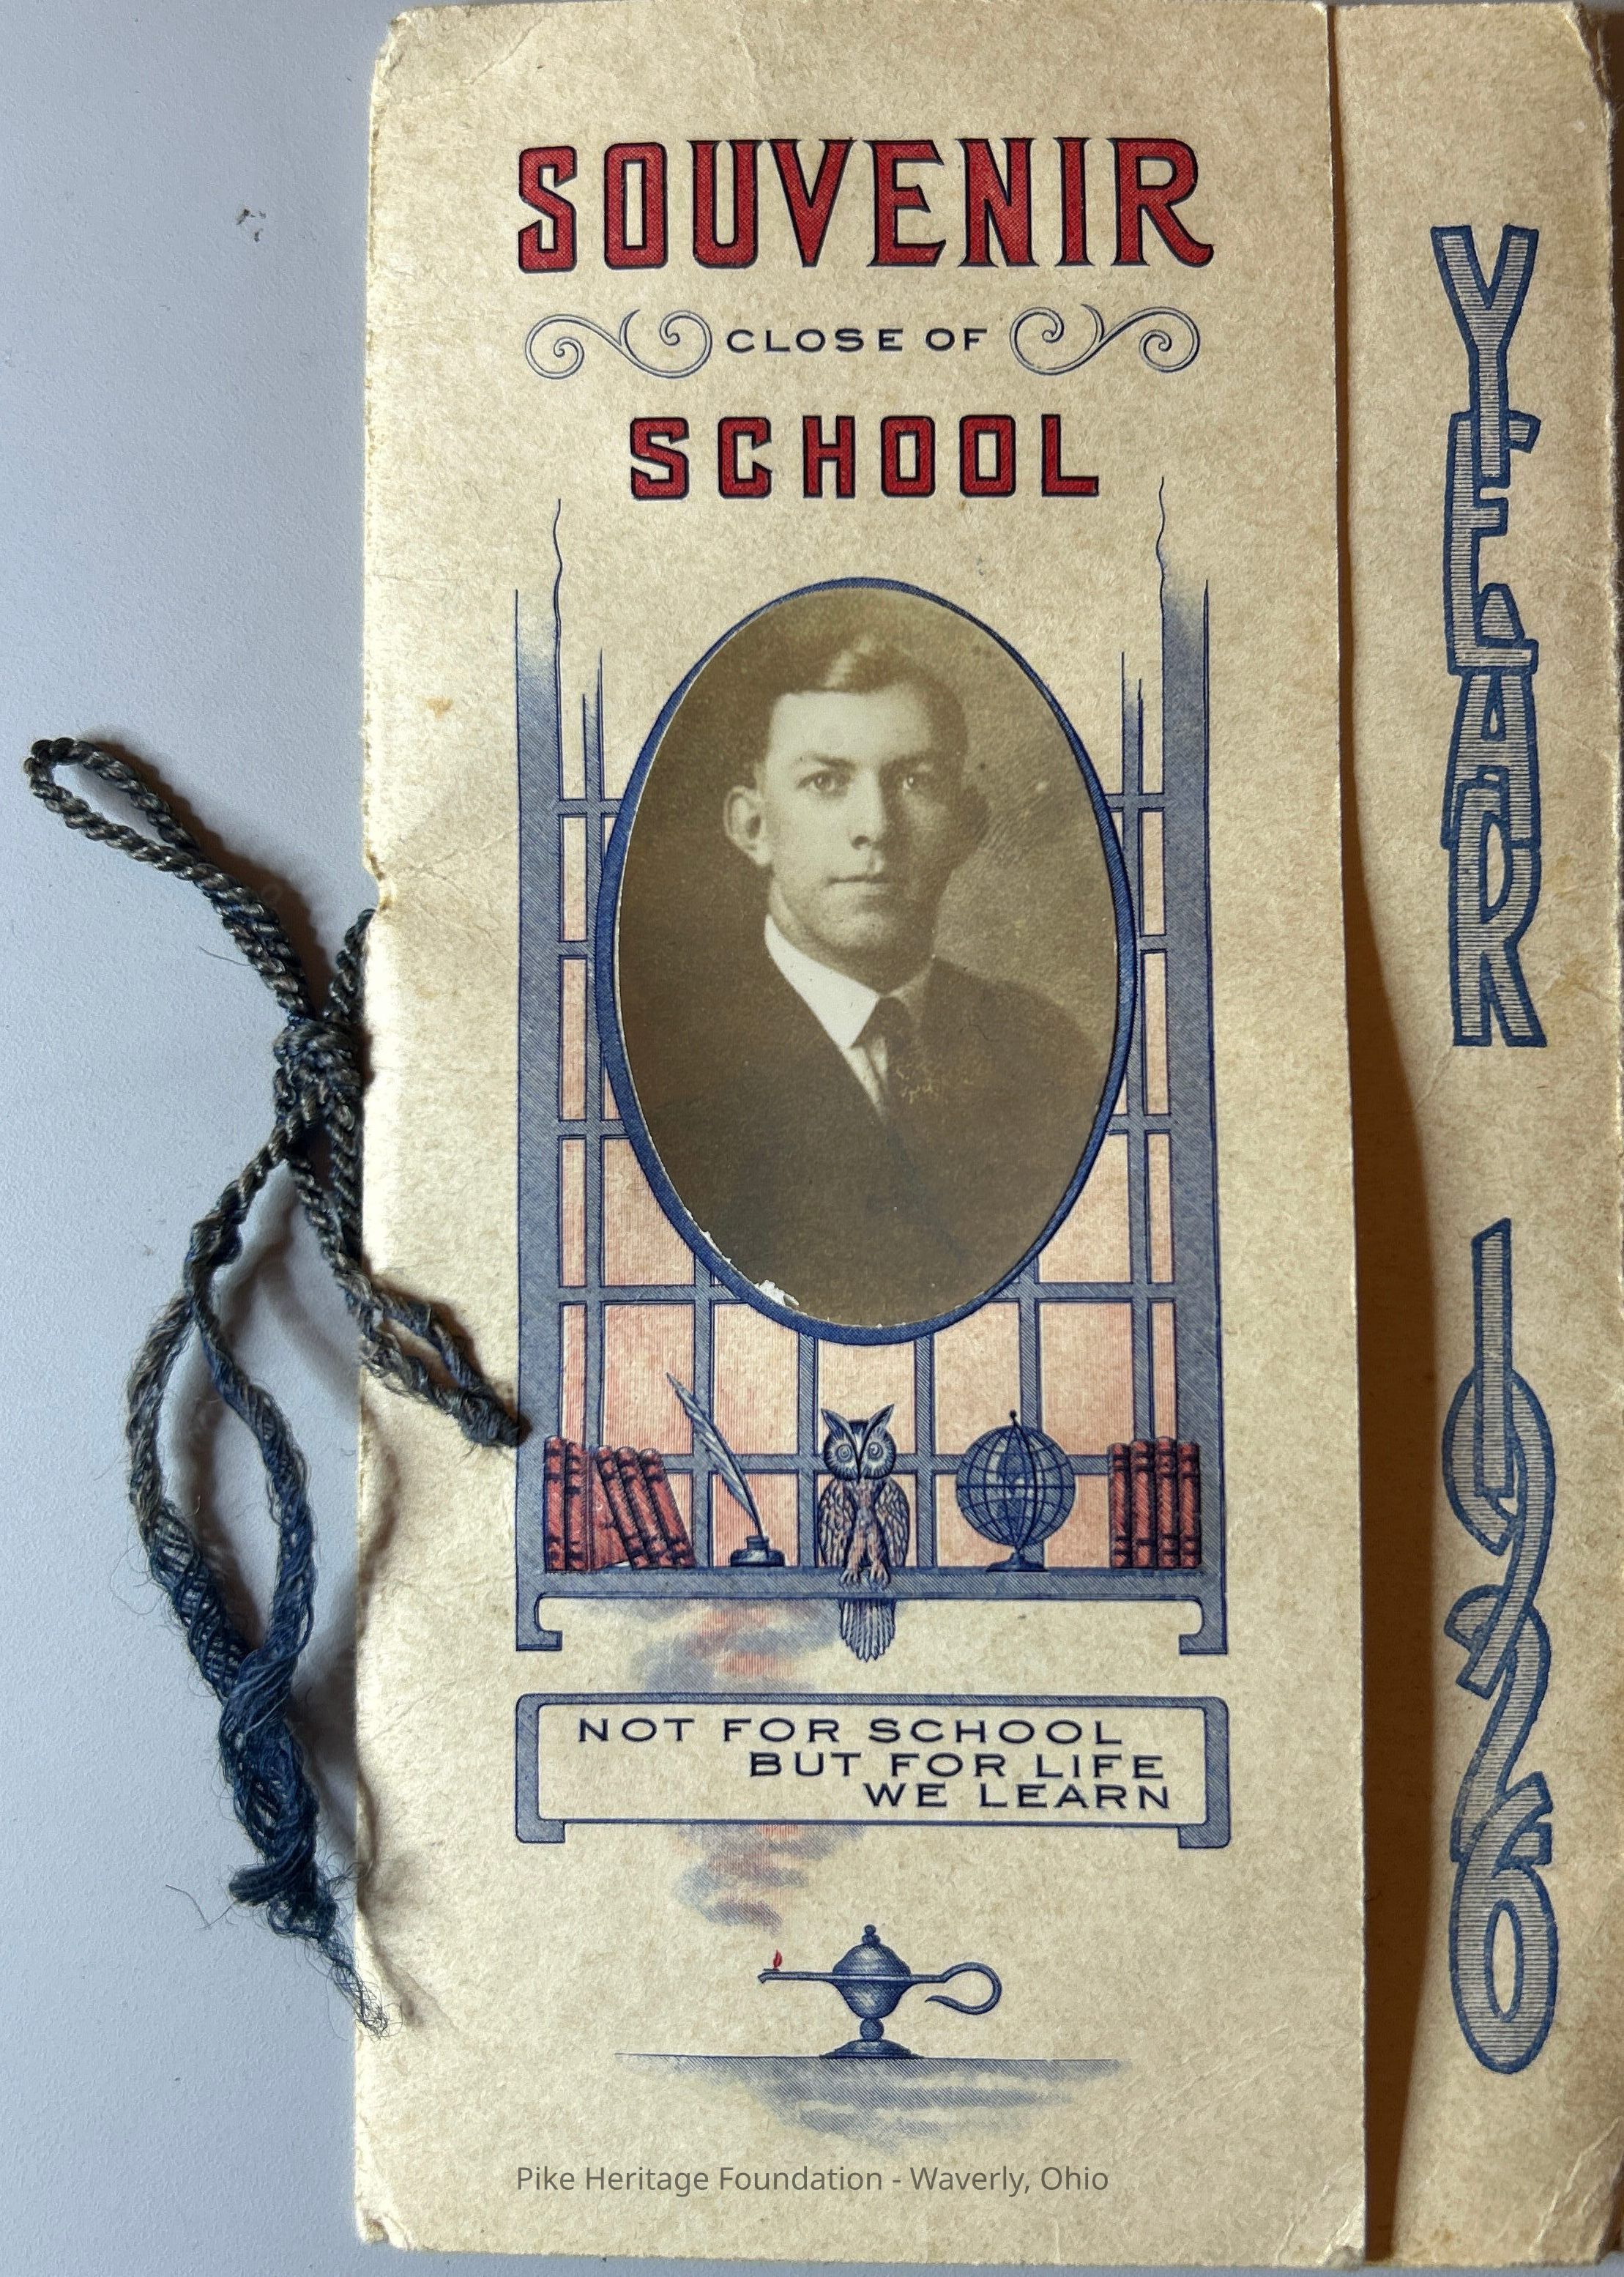 SOUVENIR
CLOSE OF
SCHOOL
NOT FOR SCHOOL
BUT FOR LIFE
WE LEARN
Pike Heritage Foundation - Waverly, Ohio
YEAR 1926